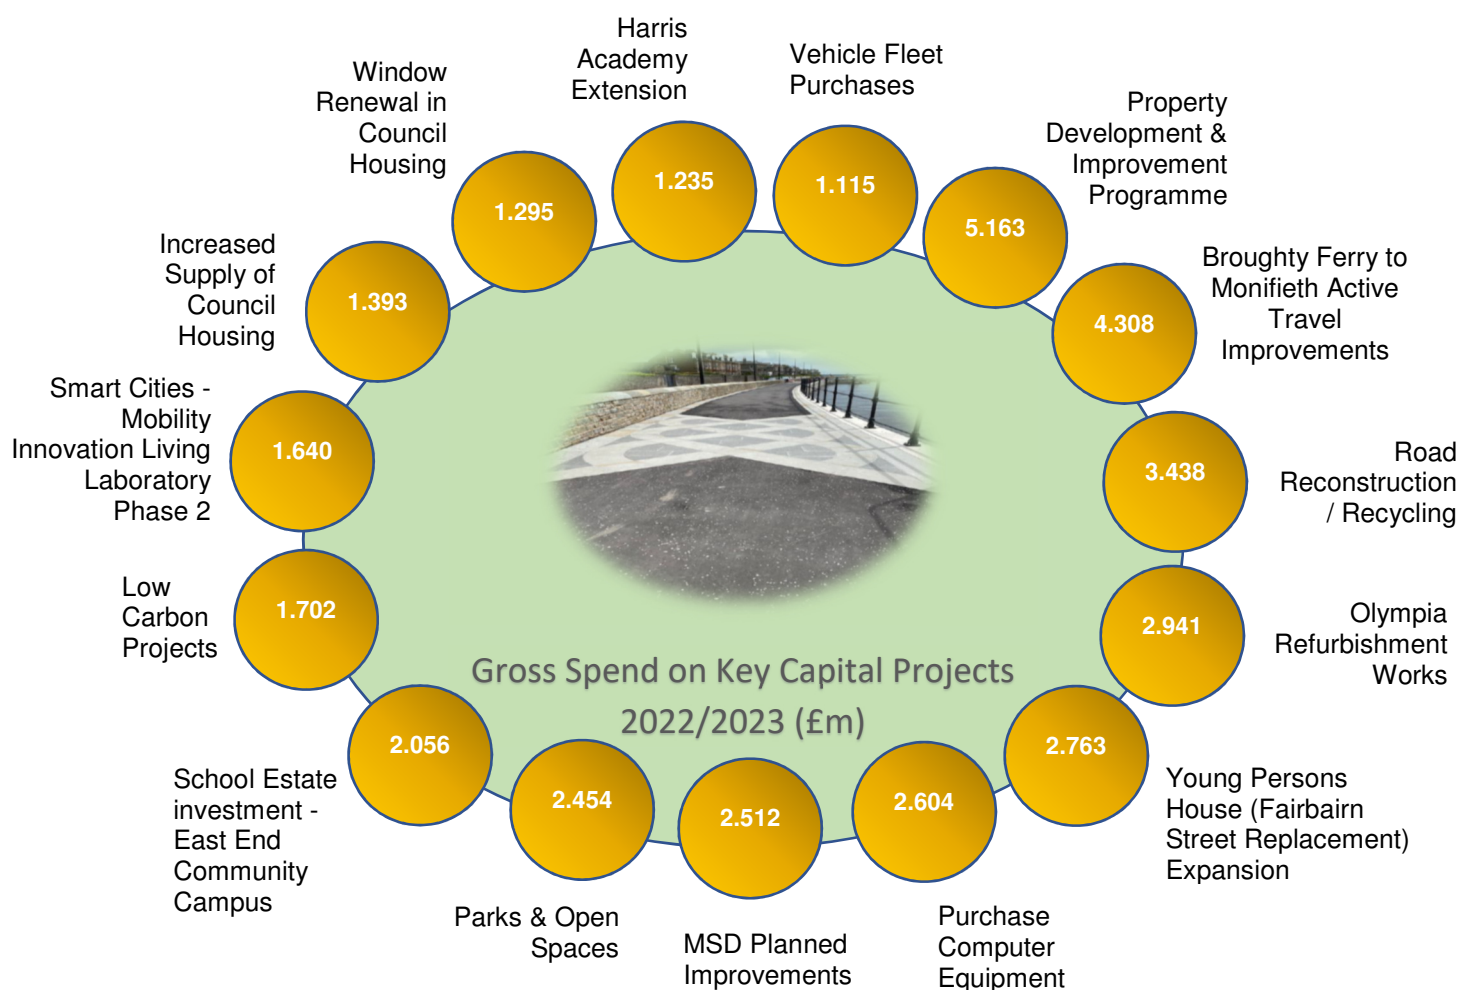 Harris
Academy
Extension
1.235
Vehicle Fleet
Purchases
1.115
Property
Development &
Improvement
Programme
5.163
Broughty Ferry to
Monifieth Active
Travel
Improvements
4.308
Road
Reconstruction
/ Recycling
3.438
Olympia
Refurbishment
Works
2.941
Young Persons
House (Fairbairn
Street Replacement)
Expansion
2.763
Purchase
Computer
Equipment
2.604
MSD Planned
Improvements
2.512
Parks & Open
Spaces
2.454
School Estate
investment -
East End
Community
Campus
2.056
Low
Carbon
Projects
1.702
Smart Cities -
Mobility
Innovation Living
Laboratory
Phase 2
1.640
Increased
Supply of
Council
Housing
1.393
Window
Renewal in
Council
Housing
1.295
Gross Spend on Key Capital Projects
2022/2023 (£m)